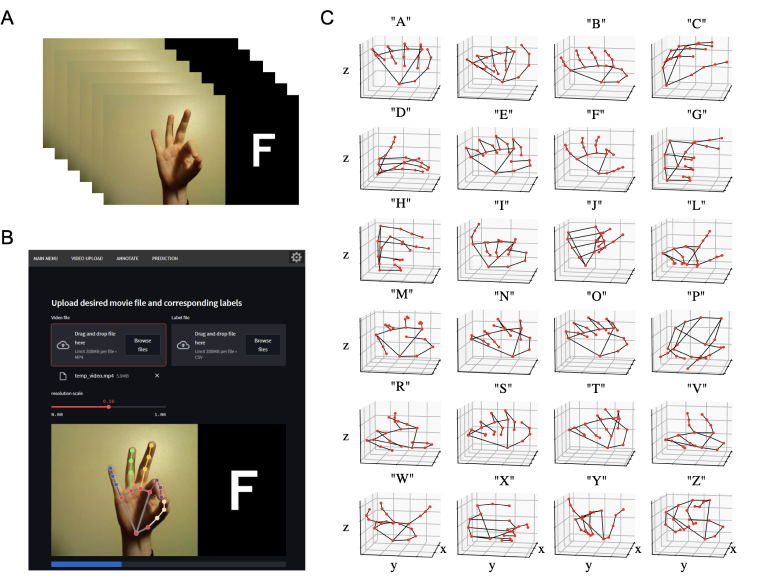 A
F
B
MAIN MENU VIDEO UPLOAD ANNOTATE PREDICTION
Upload desired movie file and corresponding labels
Video file
Label file
Drag and drop file here
Limit 200MB per file • MP4
Browse files
Drag and drop file here
Limit 200MB per file • CSV
Browse files
temp_video.mp4 5.0MB ×
resolution scale
0.50
0.00 1.00
F
C
"A" "B" "C"
z
"D" "E" "F" "G"
z
"H" "I" "J" "L"
z
"M" "N" "O" "P"
z
"R" "S" "T" "V"
z
"W" "X" "Y" "Z"
z
x x x x
y y y y